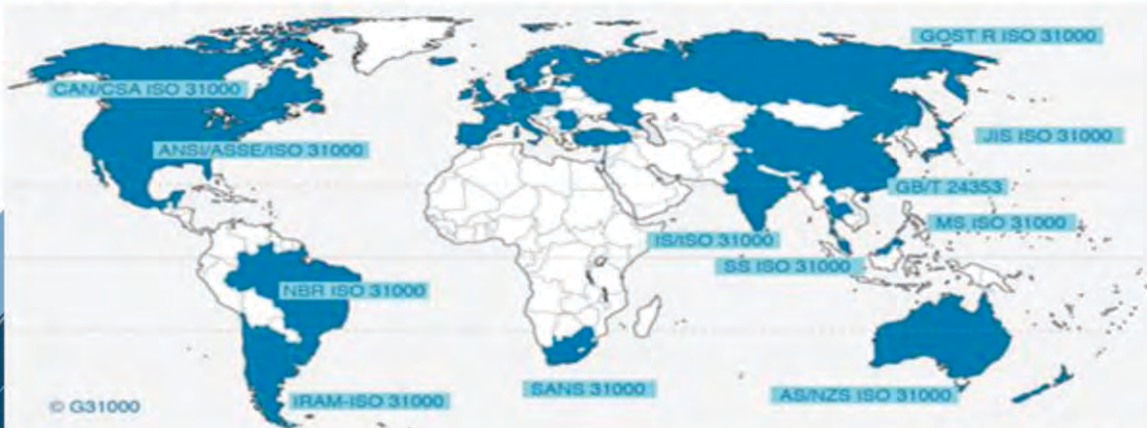 GOST R ISO 31000
CAN/CSA ISO 31000
JIS ISO 31000
ANSI/ASSE/ISO 31000
GB/T 24353
MS ISO 31000
IS/ISO 31000
SS ISO 31000
NBR ISO 31000
SANS 31000
AS/NZS ISO 31000
IRAM-ISO 31000
© G31000